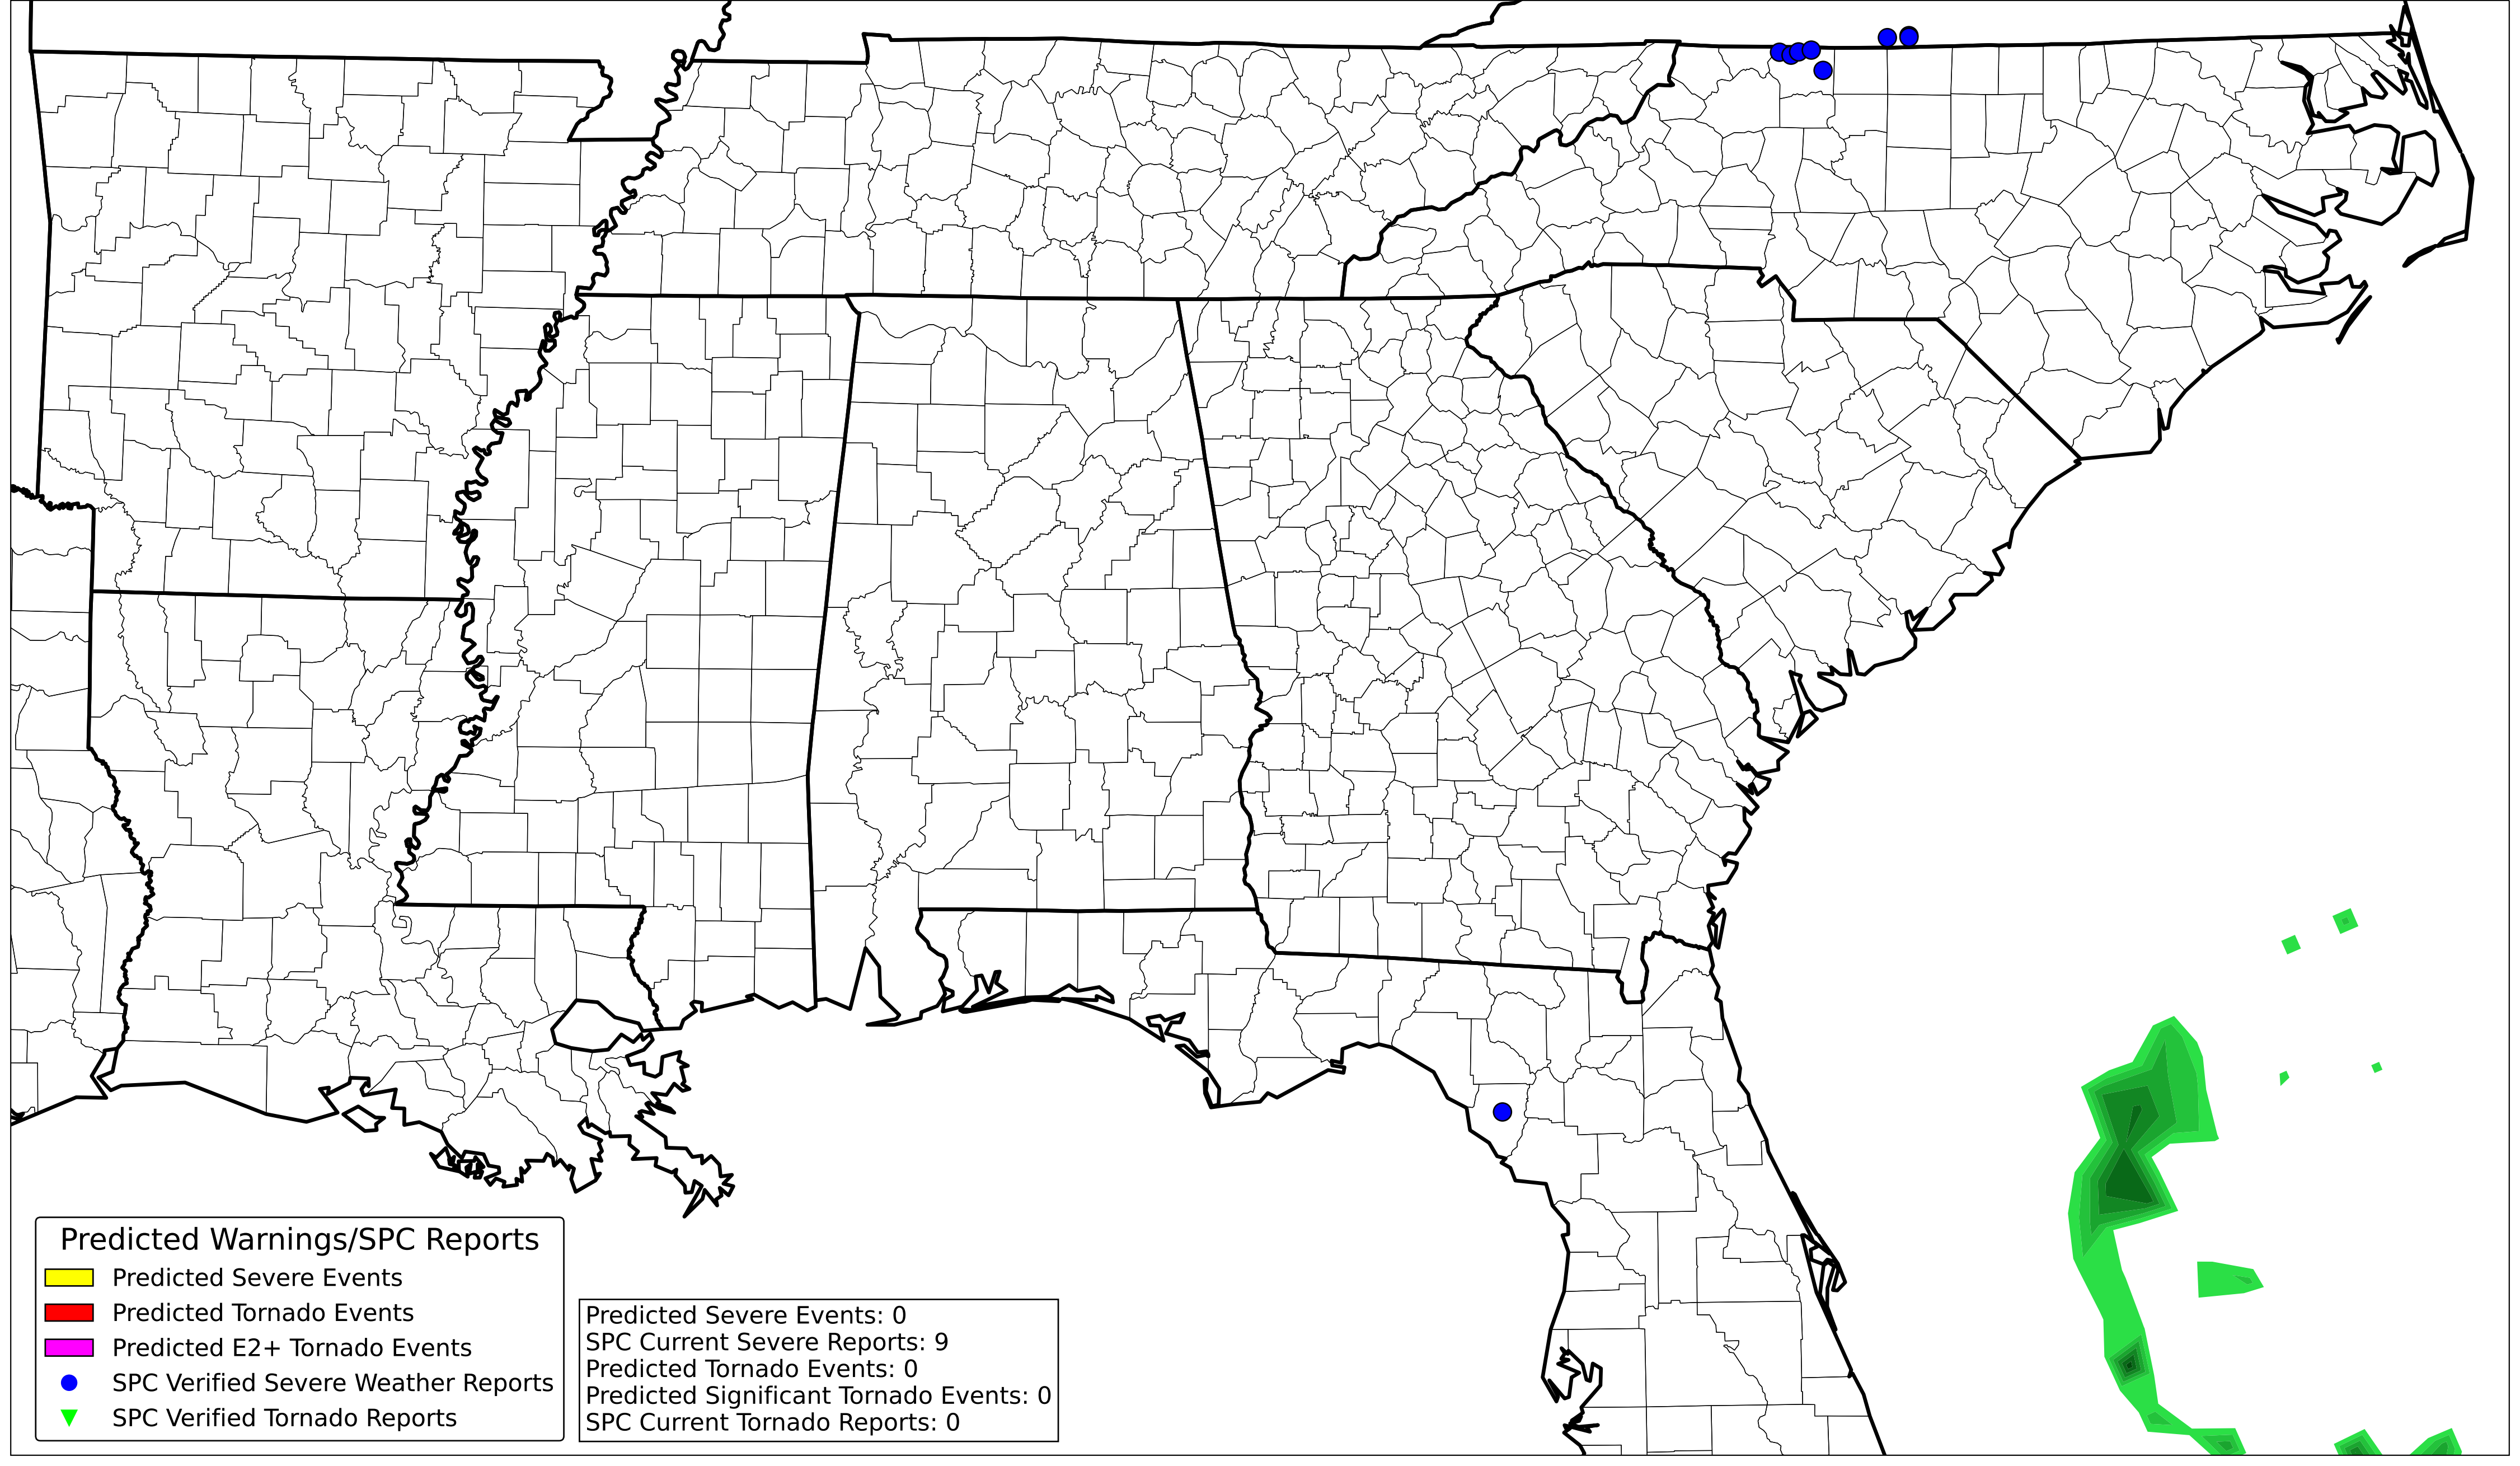 Predicted Warnings/SPC Reports
Predicted Severe Events
Predicted Tornado Events
Predicted E2+ Tornado Events
SPC Verified Severe Weather Reports
SPC Verified Tornado Reports
Predicted Severe Events: 0
SPC Current Severe Reports: 9
Predicted Tornado Events: 0
Predicted Significant Tornado Events: 0
SPC Current Tornado Reports: 0